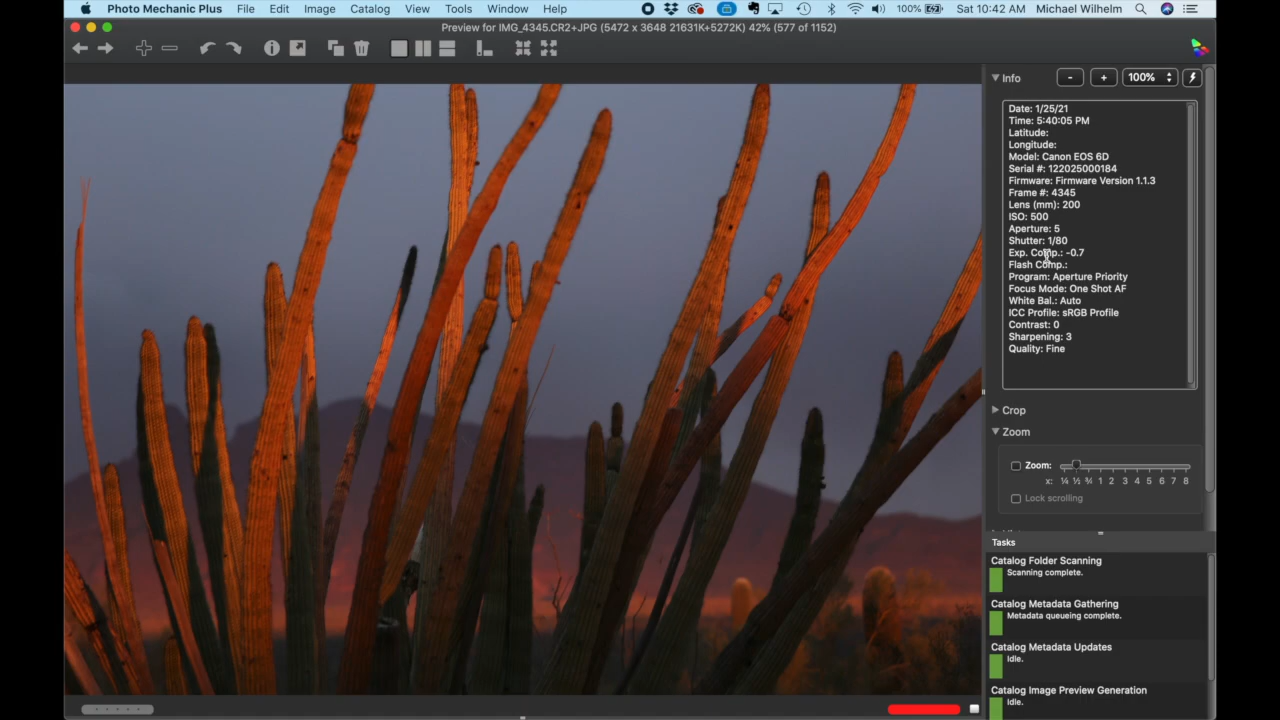 Photo Mechanic Plus File Edit Image Catalog View Tools Window Help 100% Sat 10:42 AM Michael Wilhelm
Preview for IMG_4345.CR2+JPG (5472 x 3648 21631K+5272K) 42% (577 of 1152)
Info - + 100%
Date: 1/25/21
Time: 5:40:05 PM
Latitude:
Longitude:
Model: Canon EOS 6D
Serial #: 122025000184
Firmware: Firmware Version 1.1.3
Frame #: 4345
Lens (mm): 200
ISO: 500
Aperture: 5
Shutter: 1/80
Exp. Comp.: -0.7
Flash Comp.:
Program: Aperture Priority
Focus Mode: One Shot AF
White Bal.: Auto
ICC Profile: sRGB Profile
Contrast: 0
Sharpening: 3
Quality: Fine
Crop
Zoom
Zoom:
x: ¼ ½ ¾ 1 2 3 4 5 6 7 8
Lock scrolling
Tasks
Catalog Folder Scanning
Scanning complete.
Catalog Metadata Gathering
Metadata queueing complete.
Catalog Metadata Updates
Idle.
Catalog Image Preview Generation
Idle.